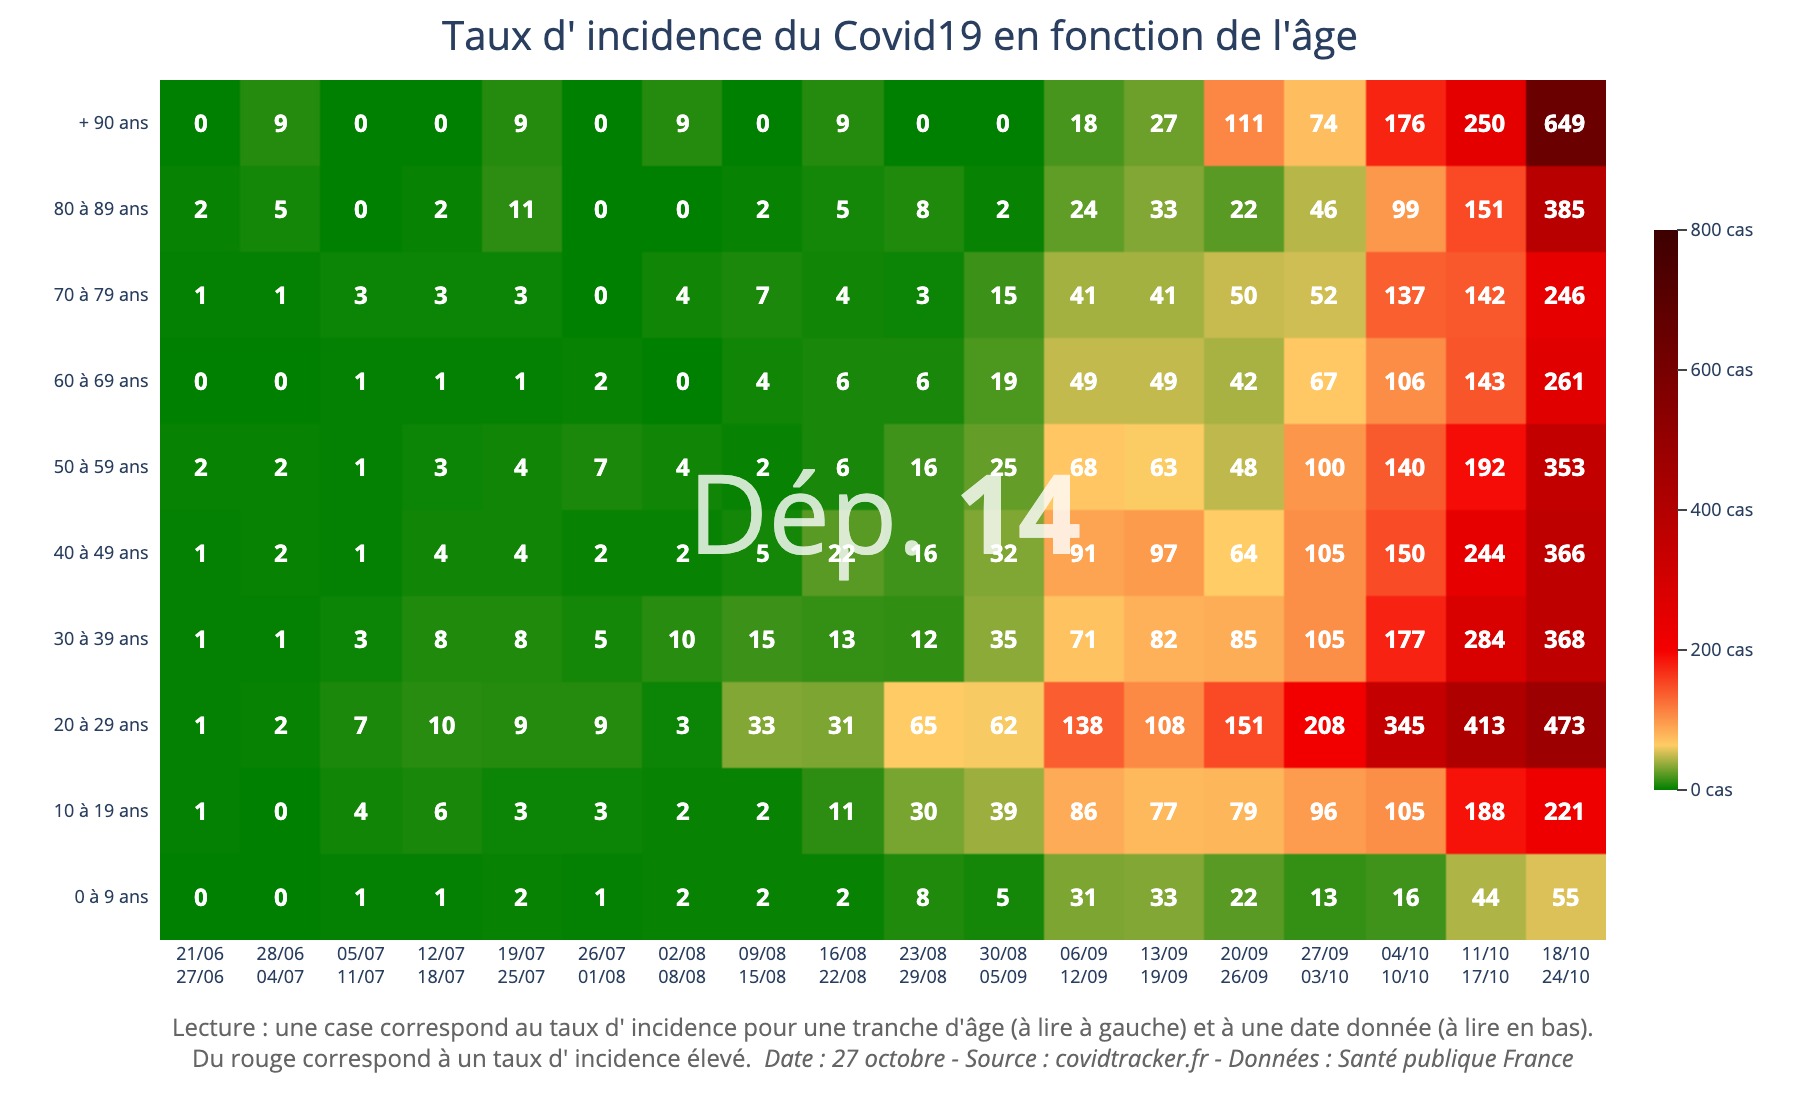 Taux d' incidence du Covid19 en fonction de l'âge
+ 90 ans 0 9 0 0 9 0 9 0 9 0 0 18 27 111 74 176 250 649
80 à 89 ans 2 5 0 2 11 0 0 2 5 8 2 24 33 22 46 99 151 385
70 à 79 ans 1 1 3 3 3 0 4 7 4 3 15 41 41 50 52 137 142 246
60 à 69 ans 0 0 1 1 1 2 0 4 6 6 19 49 49 42 67 106 143 261
50 à 59 ans 2 2 1 3 4 7 4 2 6 16 25 68 63 48 100 140 192 353
Dép. 14
40 à 49 ans 1 2 1 4 4 2 2 5 22 16 32 91 97 64 105 150 244 366
30 à 39 ans 1 1 3 8 8 5 10 15 13 12 35 71 82 85 105 177 284 368
20 à 29 ans 1 2 7 10 9 9 3 33 31 65 62 138 108 151 208 345 413 473
10 à 19 ans 1 0 4 6 3 3 2 2 11 30 39 86 77 79 96 105 188 221
0 à 9 ans 0 0 1 1 2 1 2 2 2 8 5 31 33 22 13 16 44 55
21/06 28/06 05/07 12/07 19/07 26/07 02/08 09/08 16/08 23/08 30/08 06/09 13/09 20/09 27/09 04/10 11/10 18/10
27/06 04/07 11/07 18/07 25/07 01/08 08/08 15/08 22/08 29/08 05/09 12/09 19/09 26/09 03/10 10/10 17/10 24/10
800 cas
600 cas
400 cas
200 cas
0 cas
Lecture : une case correspond au taux d' incidence pour une tranche d'âge (à lire à gauche) et à une date donnée (à lire en bas).
Du rouge correspond à un taux d' incidence élevé. Date : 27 octobre - Source : covidtracker.fr - Données : Santé publique France